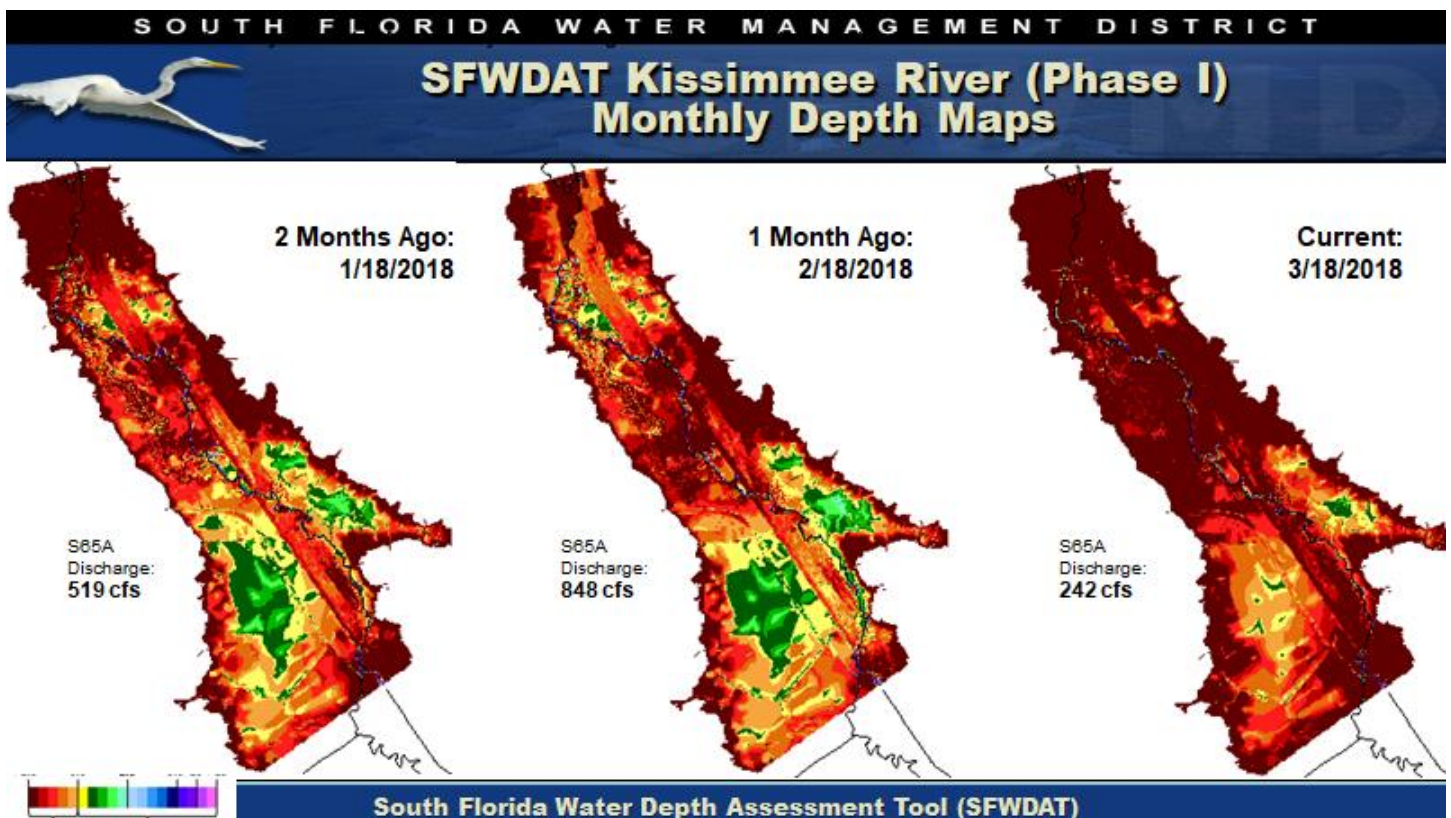 SOUTH FLORIDA WATER MANAGEMENT DISTRICT
SFWDAT Kissimmee River (Phase I)
Monthly Depth Maps
2 Months Ago:
1/18/2018
1 Month Ago:
2/18/2018
Current:
3/18/2018
S65A
Discharge:
519 cfs
S65A
Discharge:
848 cfs
S65A
Discharge:
242 cfs
South Florida Water Depth Assessment Tool (SFWDAT)